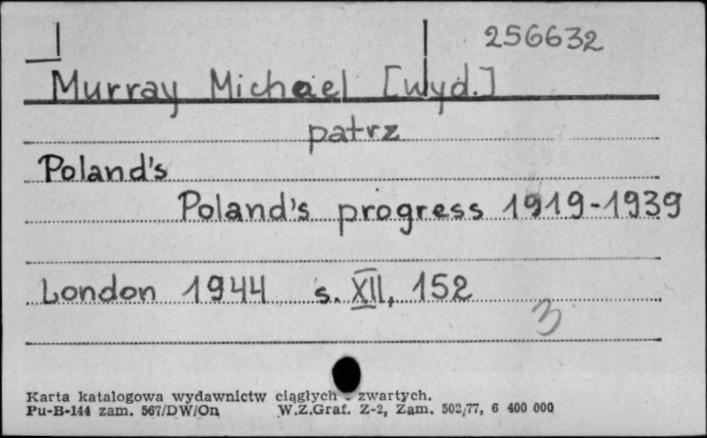 256632
Murray Michael [wyd.]
patrz
Poland's
Poland's progress 1919-1939
London 1944 s. XII, 152
3
Karta katalogowa wydawnictw ciągłych - zwartych.
Pu-B-144 zam. 567/DW/On W.Z.Graf. Z-2, Zam. 502/77, 6 400 000